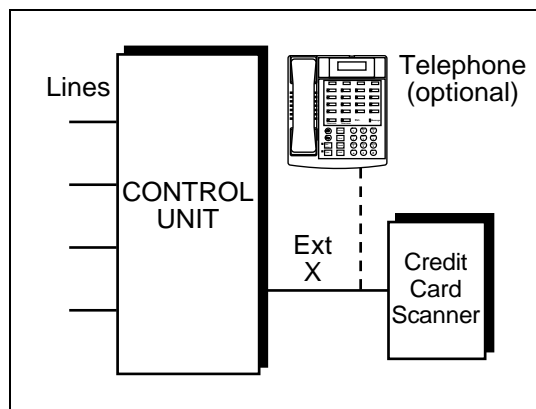 Lines
CONTROL
UNIT
Telephone
(optional)
Ext
X
Credit
Card
Scanner